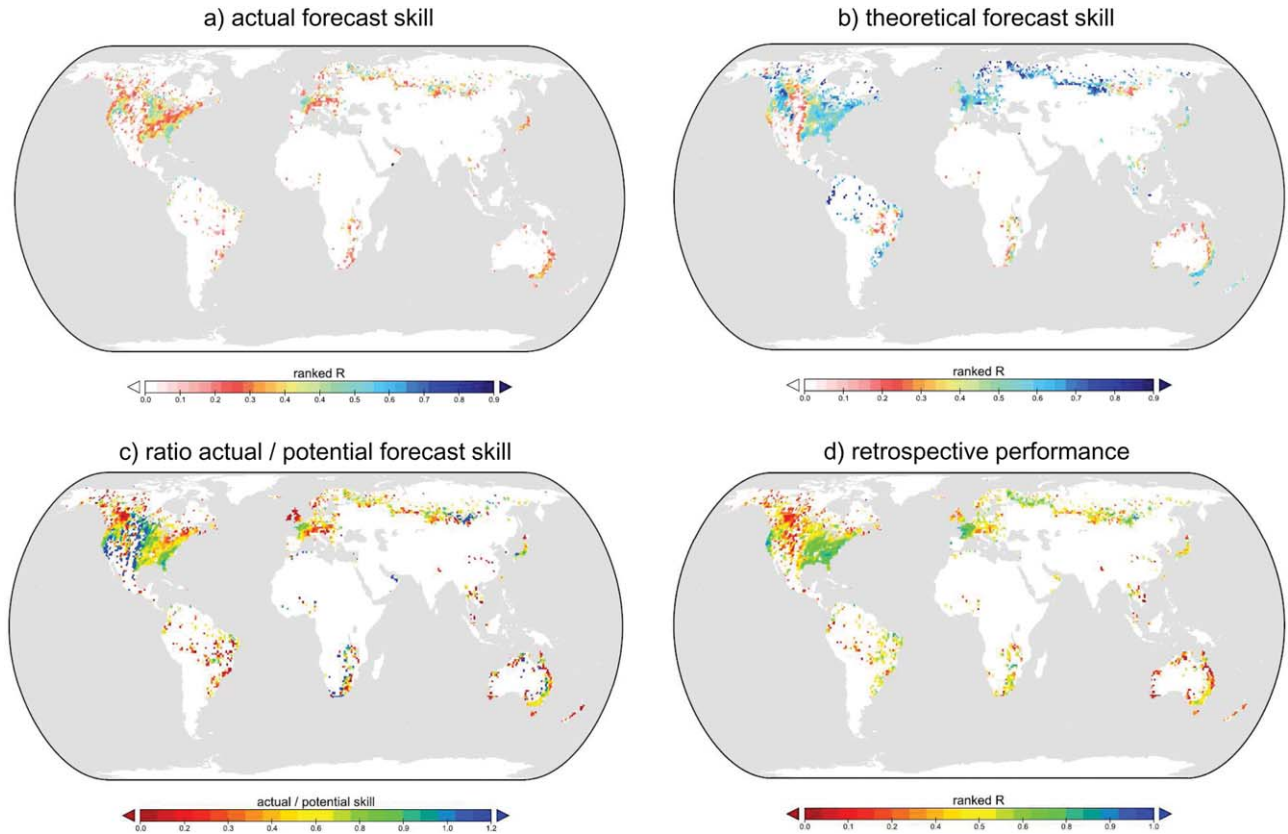 a) actual forecast skill
b) theoretical forecast skill
ranked R
0.0 0.1 0.2 0.3 0.4 0.5 0.6 0.7 0.8 0.9
ranked R
0.0 0.1 0.2 0.3 0.4 0.5 0.6 0.7 0.8 0.9
c) ratio actual / potential forecast skill
d) retrospective performance
actual / potential skill
0.0 0.2 0.4 0.6 0.7 0.8 0.9 1.0 1.2
ranked R
0.0 0.1 0.2 0.3 0.4 0.5 0.6 0.7 0.8 0.9 1.0